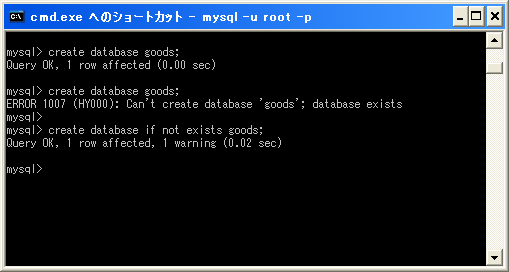 cmd.exe へのショートカット - mysql -u root -p
mysql> create database goods;
Query OK, 1 row affected (0.00 sec)
mysql> create database goods;
ERROR 1007 (HY000): Can't create database 'goods'; database exists
mysql>
mysql> create database if not exists goods;
Query OK, 1 row affected, 1 warning (0.02 sec)
mysql>